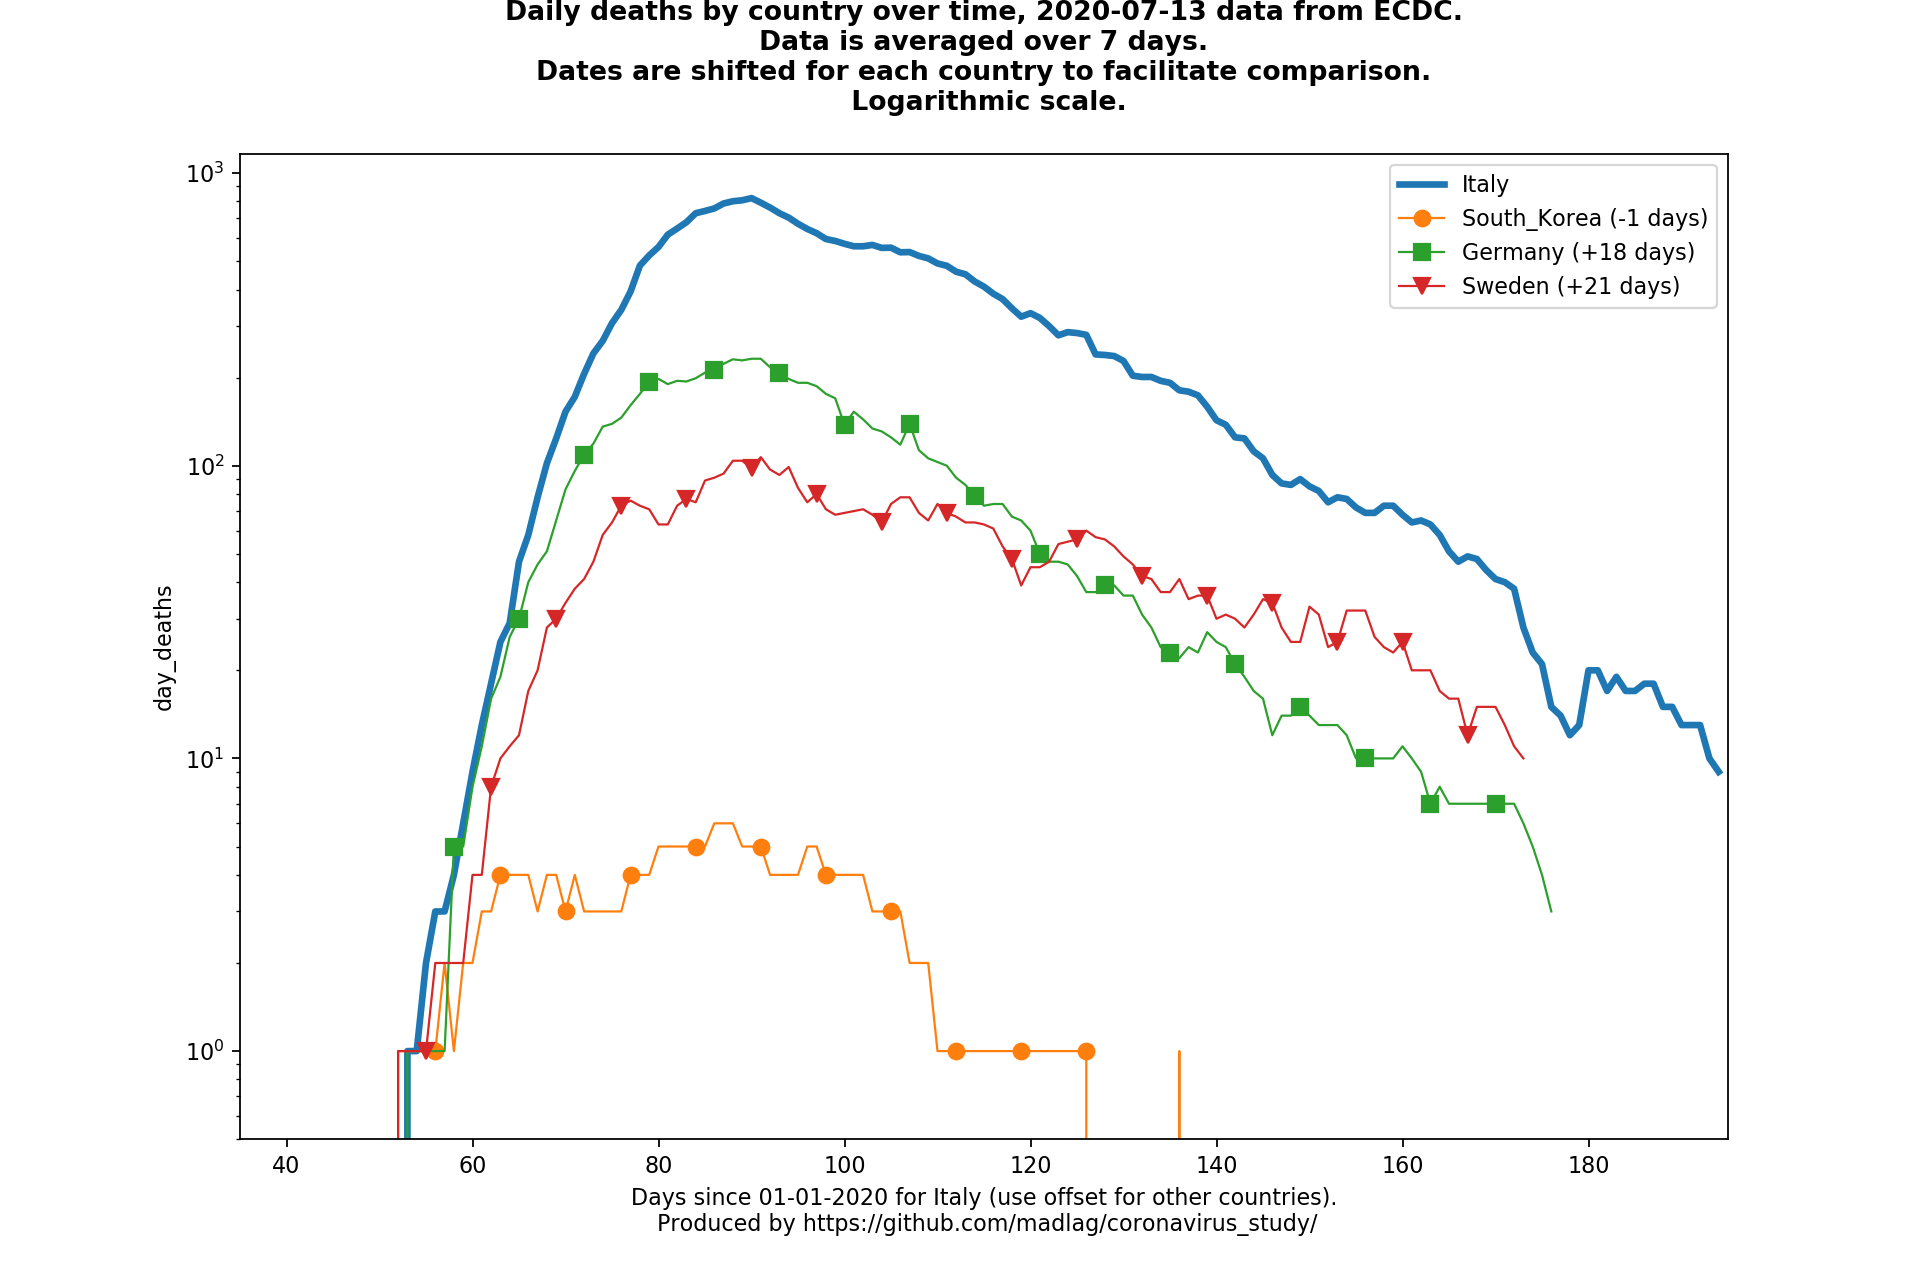 Daily deaths by country over time, 2020-07-13 data from ECDC.
Data is averaged over 7 days.
Dates are shifted for each country to facilitate comparison.
Logarithmic scale.
10³
10²
10¹
10⁰
day_deaths
Italy
South_Korea (-1 days)
Germany (+18 days)
Sweden (+21 days)
40 60 80 100 120 140 160 180
Days since 01-01-2020 for Italy (use offset for other countries).
Produced by https://github.com/madlag/coronavirus_study/